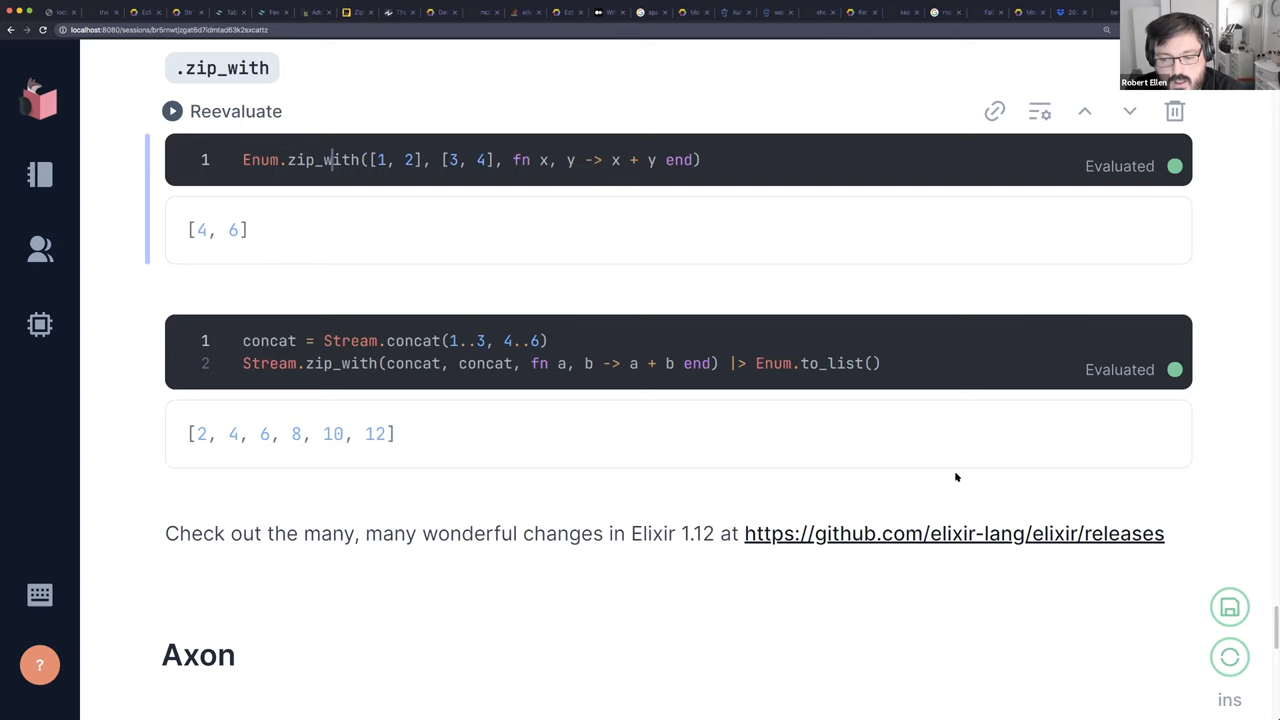 localhost:8080/sessions/br5rnwtjzgat6d7idmtad63k2sxcattz
Robert Ellen
.zip_with
Reevaluate
1 Enum.zip_with([1, 2], [3, 4], fn x, y -> x + y end)
Evaluated
[4, 6]
1 concat = Stream.concat(1..3, 4..6)
2 Stream.zip_with(concat, concat, fn a, b -> a + b end) |> Enum.to_list()
Evaluated
[2, 4, 6, 8, 10, 12]
Check out the many, many wonderful changes in Elixir 1.12 at https://github.com/elixir-lang/elixir/releases
Axon
?
ins